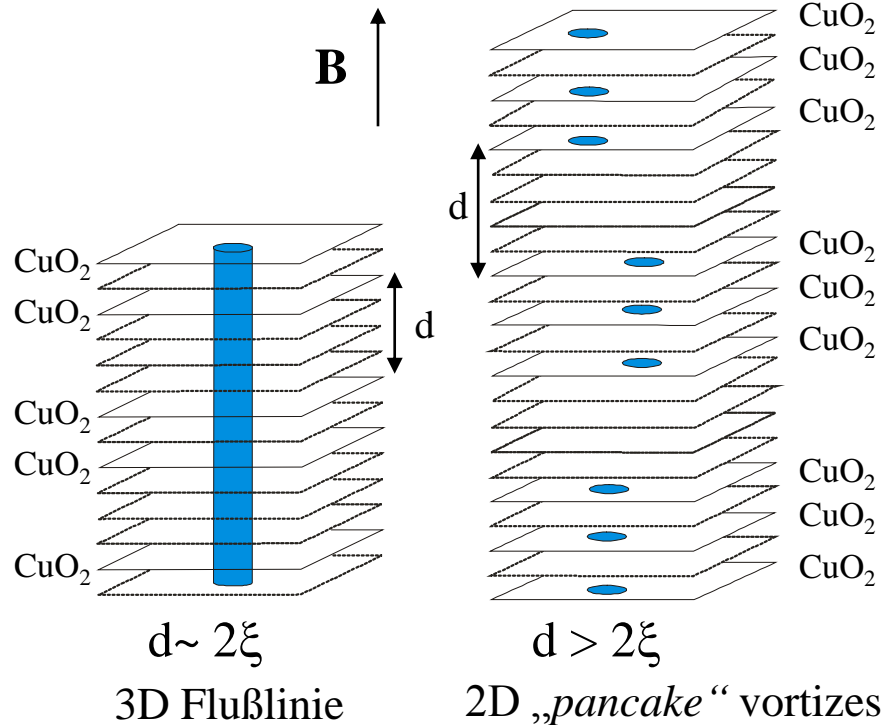 B
CuO₂
CuO₂
CuO₂
CuO₂
CuO₂
d
d~ 2ξ
3D Flußlinie
CuO₂
CuO₂
CuO₂
d
CuO₂
CuO₂
CuO₂
CuO₂
CuO₂
CuO₂
d > 2ξ
2D „pancake“ vortizes